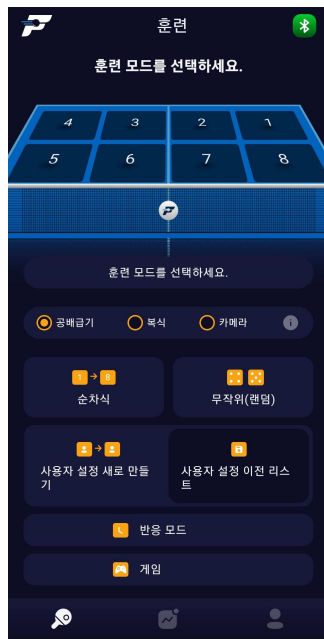 훈련
훈련 모드를 선택하세요.
4 3 2 1
5 6 7 8
훈련 모드를 선택하세요.
공배급기 복식 카메라 i
1 → 8
순차식 무작위(랜덤)
사용자 설정 새로 만들
기
사용자 설정 이전 리스
트
반응 모드
게임